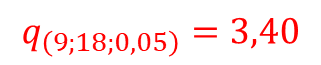 q(9;18;0,05) = 3,40